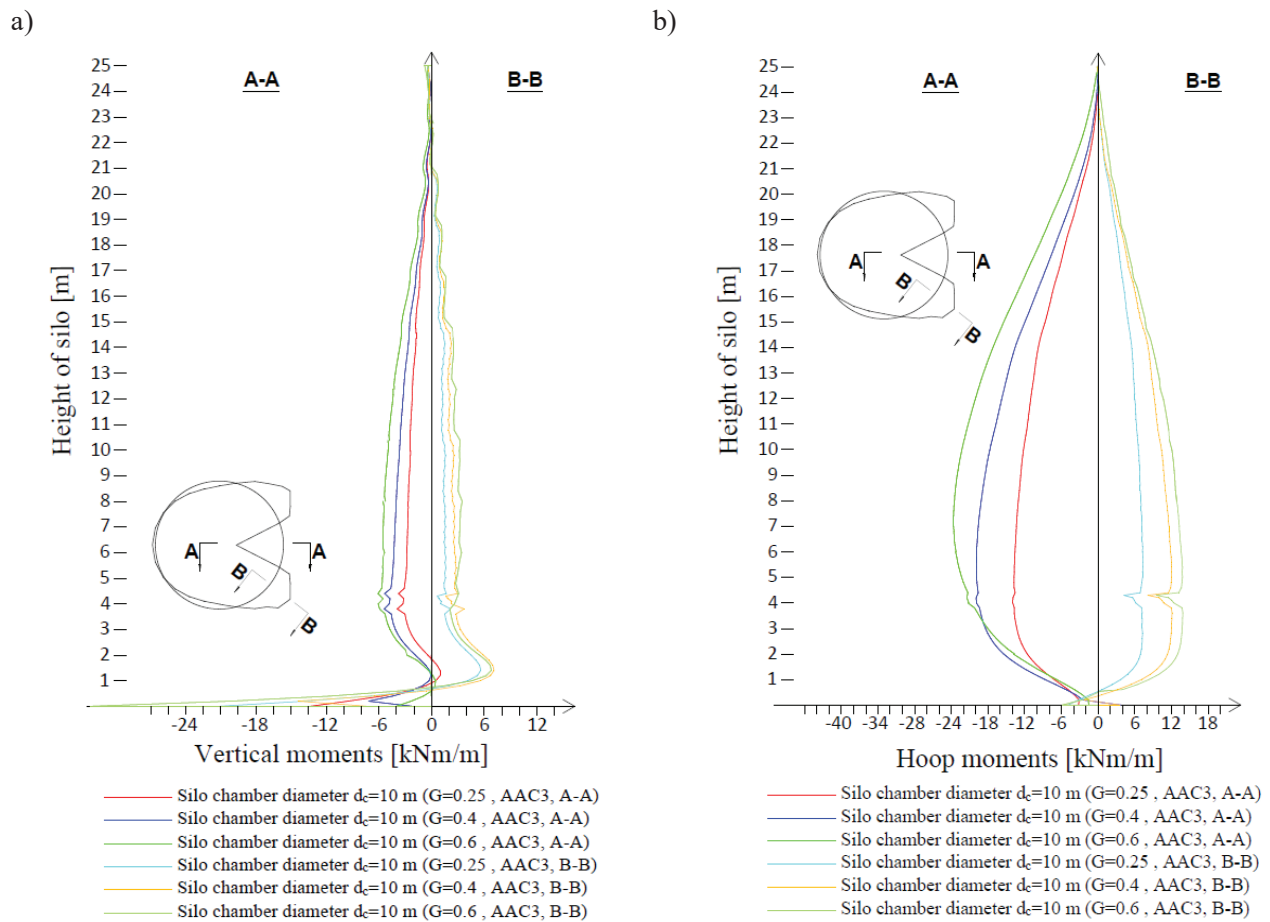 a)
A-A
B-B
25
24
23
22
21
20
19
18
17
16
15
14
13
12
11
10
9
8
7
6
5
4
3
2
1
Height of silo [m]
A
A
B
B
-24
-18
-12
-6
0
6
12
Vertical moments [kNm/m]
Silo chamber diameter dc=10 m (G=0.25 , AAC3, A-A)
Silo chamber diameter dc=10 m (G=0.4 , AAC3, A-A)
Silo chamber diameter dc=10 m (G=0.6 , AAC3, A-A)
Silo chamber diameter dc=10 m (G=0.25 , AAC3, B-B)
Silo chamber diameter dc=10 m (G=0.4 , AAC3, B-B)
Silo chamber diameter dc=10 m (G=0.6 , AAC3, B-B)
b)
A-A
B-B
25
24
23
22
21
20
19
18
17
16
15
14
13
12
11
10
9
8
7
6
5
4
3
2
1
Height of silo [m]
A
A
B
B
-40
-30
-24
-18
-12
-6
0
6
12
18
Hoop moments [kNm/m]
Silo chamber diameter dc=10 m (G=0.25 , AAC3, A-A)
Silo chamber diameter dc=10 m (G=0.4 , AAC3, A-A)
Silo chamber diameter dc=10 m (G=0.6 , AAC3, A-A)
Silo chamber diameter dc=10 m (G=0.25 , AAC3, B-B)
Silo chamber diameter dc=10 m (G=0.4 , AAC3, B-B)
Silo chamber diameter dc=10 m (G=0.6 , AAC3, B-B)